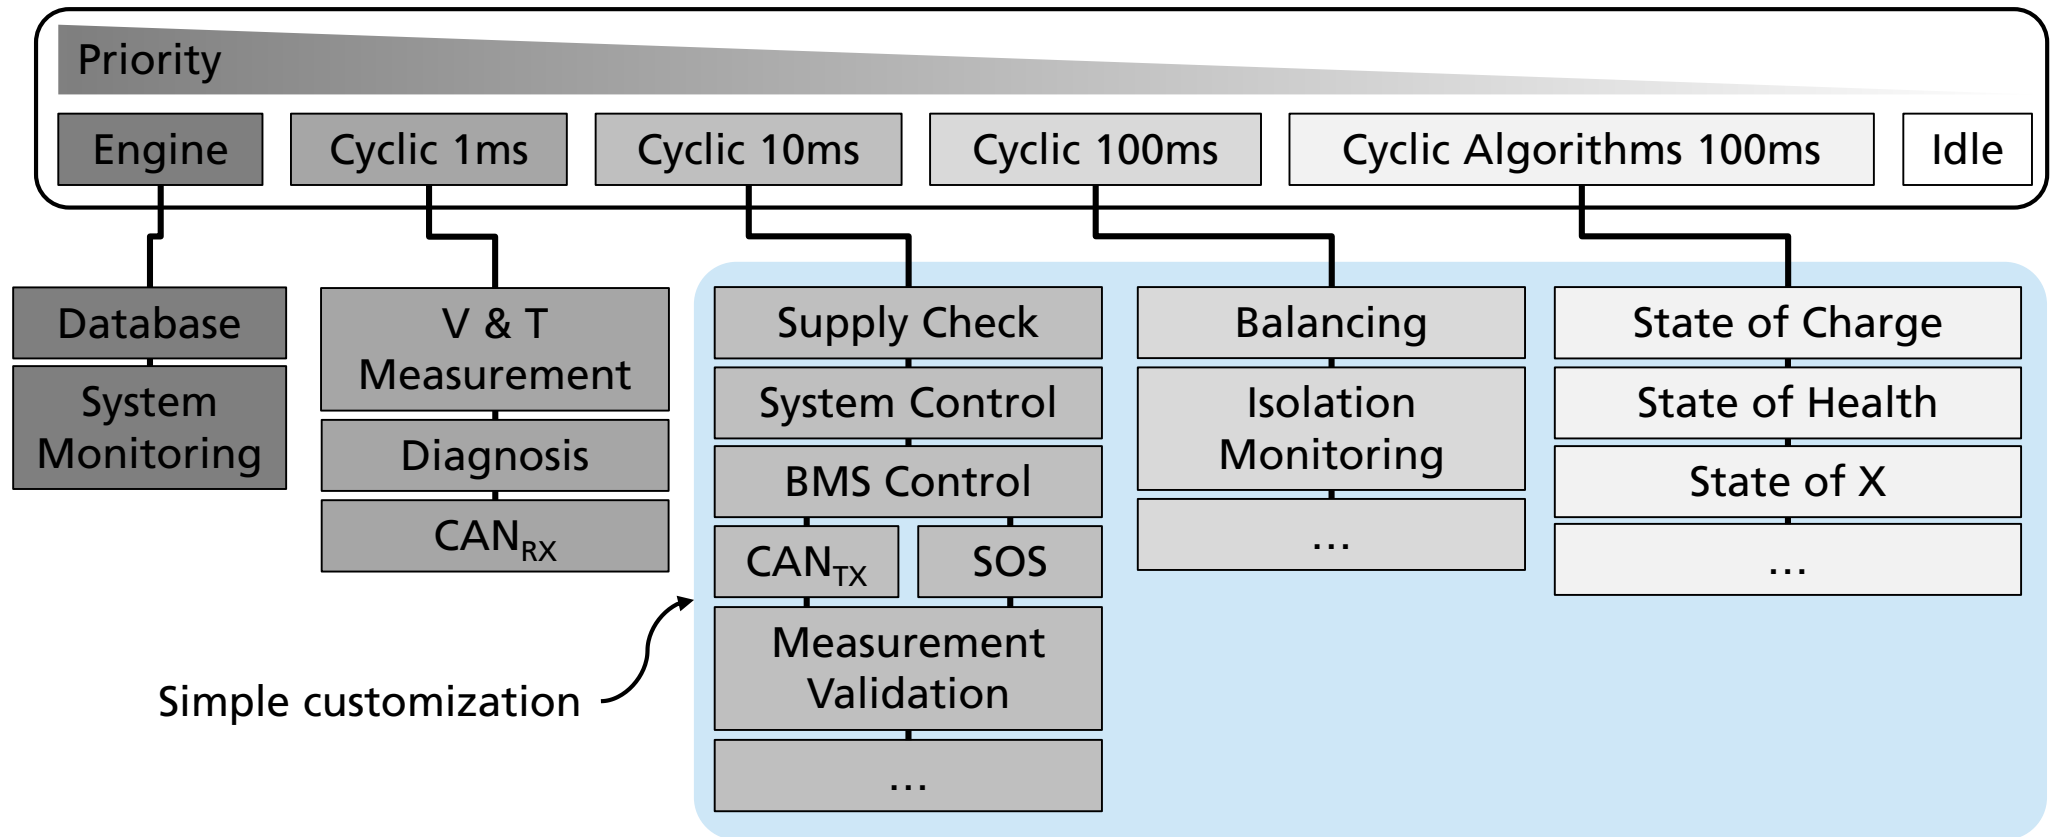 Priority
Engine
Cyclic 1ms
Cyclic 10ms
Cyclic 100ms
Cyclic Algorithms 100ms
Idle
Database
System
Monitoring
V & T
Measurement
Diagnosis
CAN_RX
Supply Check
System Control
BMS Control
CAN_TX
SOS
Measurement
Validation
...
Balancing
Isolation
Monitoring
...
State of Charge
State of Health
State of X
...
Simple customization